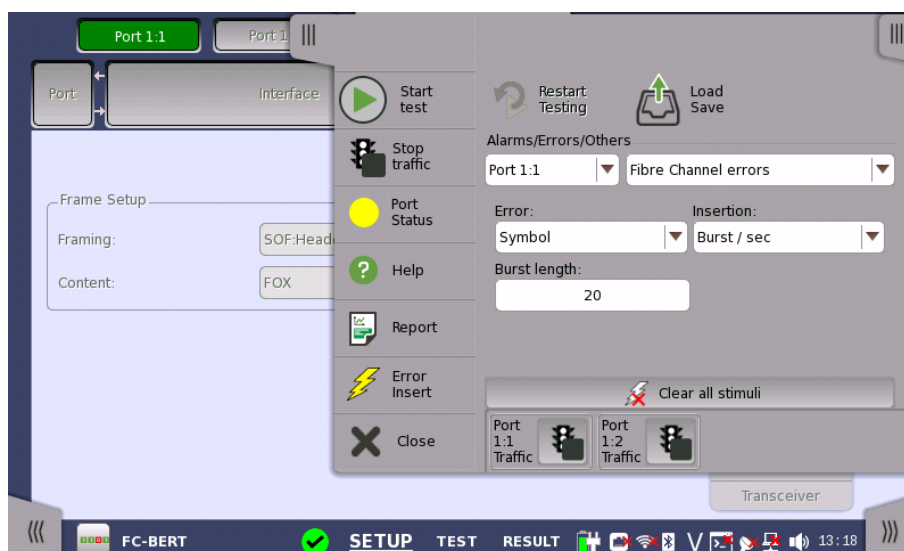 Port 1:1
Port 1
Port
Interface
Frame Setup
Framing:
SOF:Head
Content:
FOX
Start
test
Stop
traffic
Port
Status
Help
Report
Error
Insert
Close
Restart
Testing
Load
Save
Alarms/Errors/Others
Port 1:1
Fibre Channel errors
Error:
Insertion:
Symbol
Burst / sec
Burst length:
20
Clear all stimuli
Port
1:1
Traffic
Port
1:2
Traffic
Transceiver
FC-BERT
SETUP
TEST
RESULT
13:18